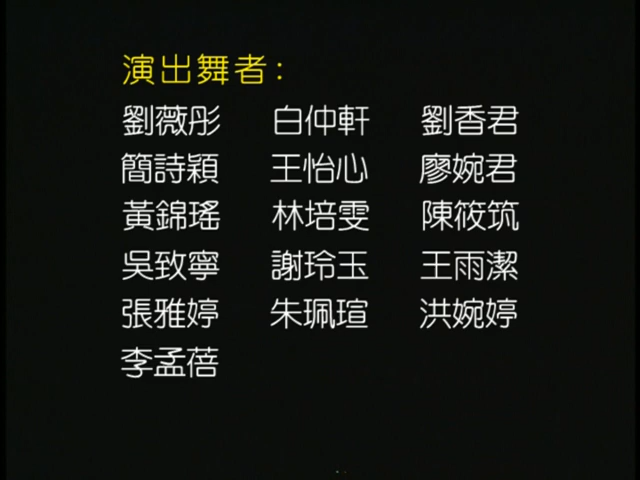 演出舞者：
劉薇彤 白仲軒 劉香君
簡詩穎 王怡心 廖婉君
黃錦瑤 林培雯 陳筱筑
吳致寧 謝玲玉 王雨潔
張雅婷 朱珮瑄 洪婉婷
李孟蓓